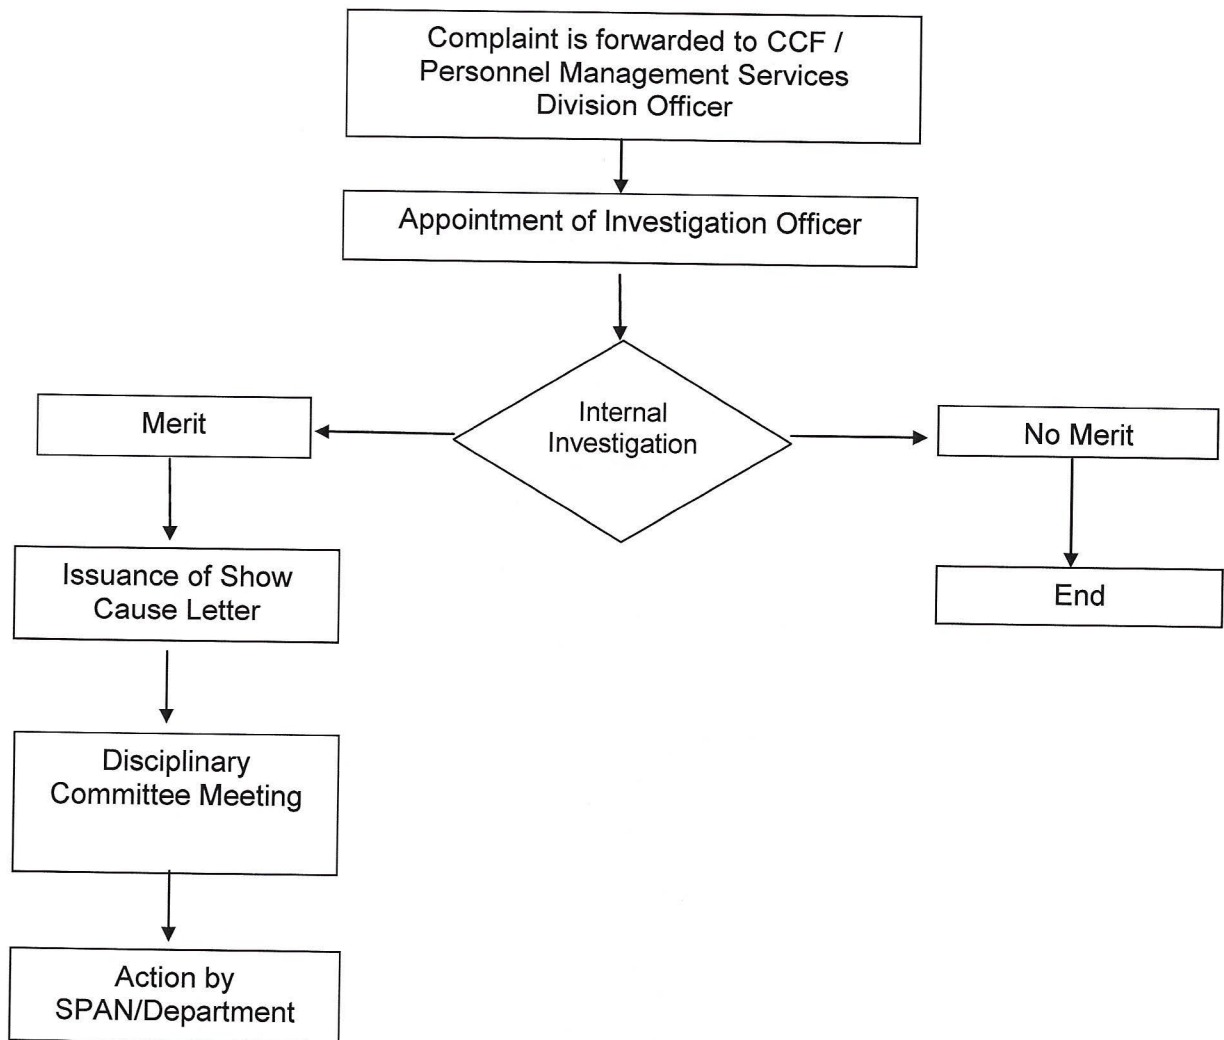 Complaint is forwarded to CCF /
Personnel Management Services
Division Officer
Appointment of Investigation Officer
Internal
Investigation
Merit
No Merit
Issuance of Show
Cause Letter
End
Disciplinary
Committee Meeting
Action by
SPAN/Department